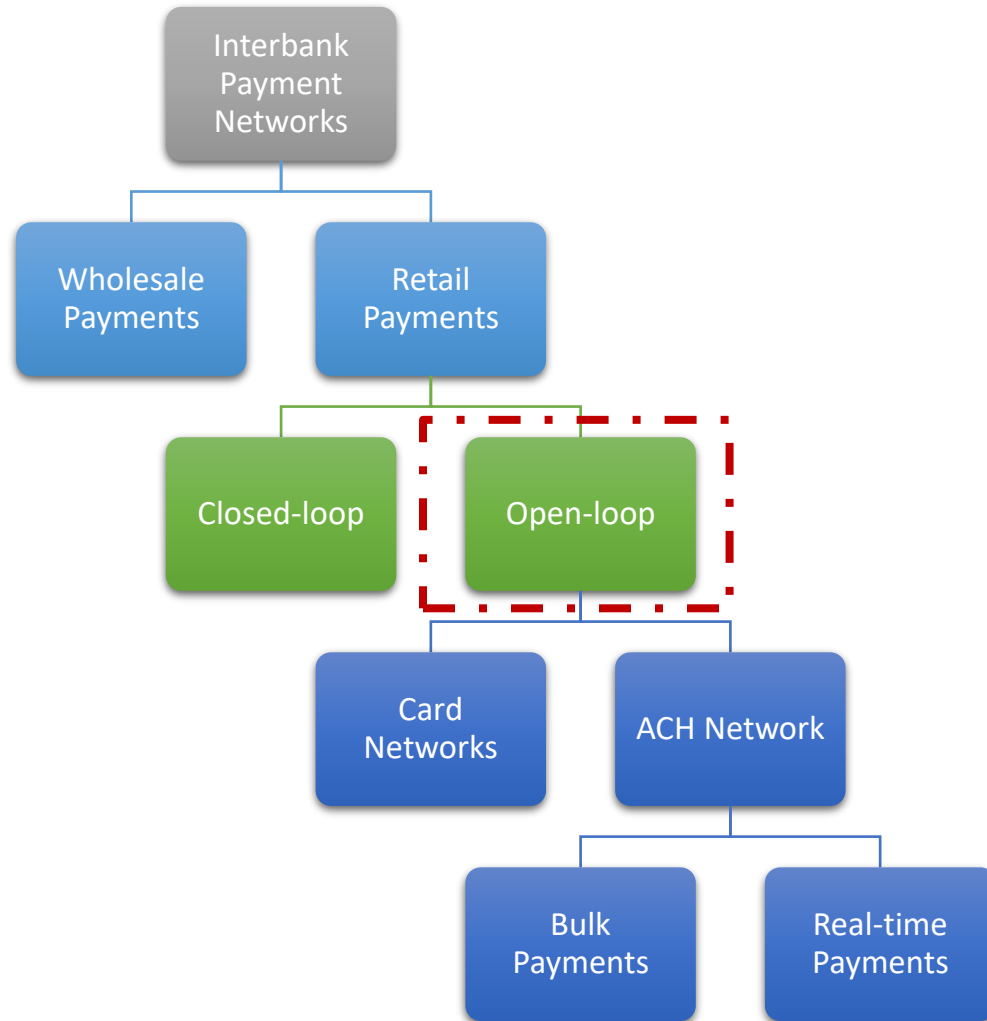 Interbank
Payment
Networks
Wholesale
Payments
Retail
Payments
Closed-loop
Open-loop
Card
Networks
ACH Network
Bulk
Payments
Real-time
Payments